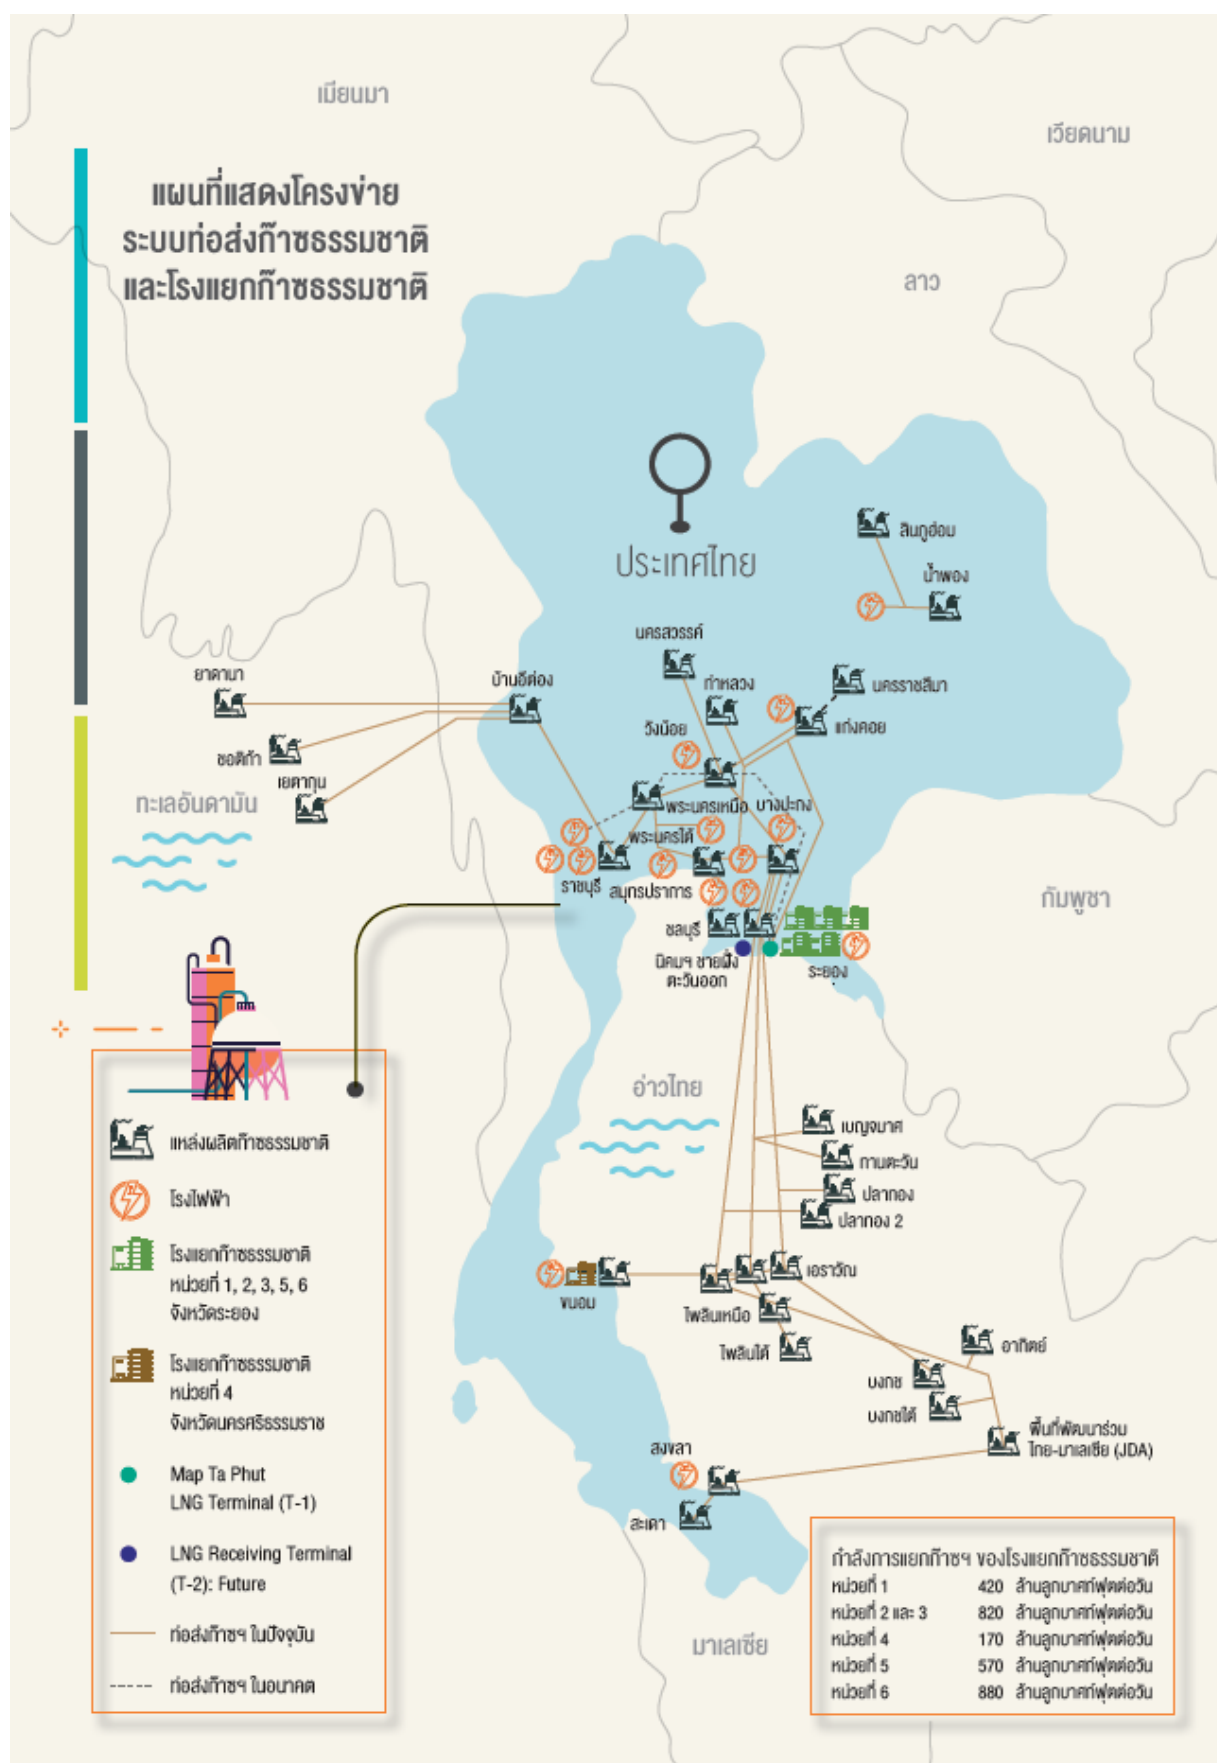 เมียนมา
เวียดนาม
แผนที่แสดงโครงข่าย
ระบบท่อส่งก๊าซธรรมชาติ
และโรงแยกก๊าซธรรมชาติ
ลาว
ประเทศไทย
สินภูฮ่อม
น้ำพอง
นครสวรรค์
ท่าหลวง
นครราชสีมา
แก่งคอย
วังน้อย
ยาดานา
บ้านอีต่อง
ซอติก้า
เยตากุน
ทะเลอันดามัน
พระนครเหนือ
บางปะกง
พระนครใต้
ราชบุรี
สมุทรปราการ
ชลบุรี
นิคมฯ ชายฝั่ง
ตะวันออก
ระยอง
กัมพูชา
อ่าวไทย
เบญจมาศ
ทานตะวัน
ปลาทอง
ปลาทอง 2
เอราวัณ
ขนอม
ไพลินเหนือ
ไพลินใต้
อาทิตย์
บงกช
บงกชใต้
พื้นที่พัฒนาร่วม
ไทย-มาเลเซีย (JDA)
สงขลา
สะเดา
มาเลเซีย
แหล่งผลิตก๊าซธรรมชาติ
โรงไฟฟ้า
โรงแยกก๊าซธรรมชาติ
หน่วยที่ 1, 2, 3, 5, 6
จังหวัดระยอง
โรงแยกก๊าซธรรมชาติ
หน่วยที่ 4
จังหวัดนครศรีธรรมราช
Map Ta Phut
LNG Terminal (T-1)
LNG Receiving Terminal
(T-2): Future
ท่อส่งก๊าซฯ ในปัจจุบัน
ท่อส่งก๊าซฯ ในอนาคต
กำลังการแยกก๊าซฯ ของโรงแยกก๊าซธรรมชาติ
หน่วยที่ 1 420 ล้านลูกบาศก์ฟุตต่อวัน
หน่วยที่ 2 และ 3 820 ล้านลูกบาศก์ฟุตต่อวัน
หน่วยที่ 4 170 ล้านลูกบาศก์ฟุตต่อวัน
หน่วยที่ 5 570 ล้านลูกบาศก์ฟุตต่อวัน
หน่วยที่ 6 880 ล้านลูกบาศก์ฟุตต่อวัน